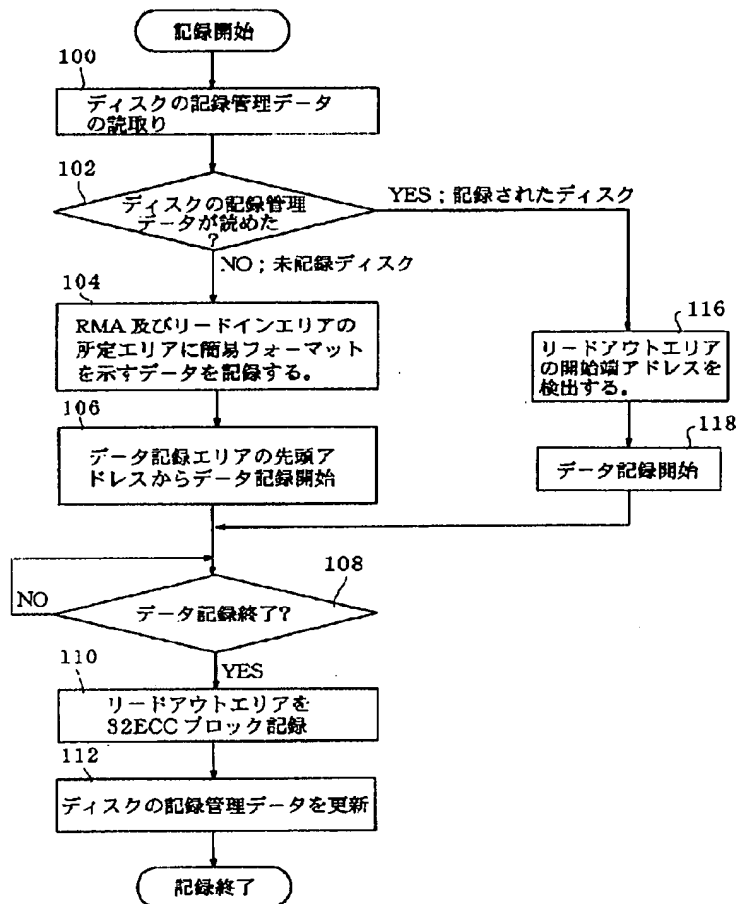 記録開始
100
ディスクの記録管理データ
の読取り
102
ディスクの記録管理
データが読めた
?
YES;記録されたディスク
NO;未記録ディスク
104
RMA 及びリードインエリアの
所定エリアに簡易フォーマット
を示すデータを記録する。
116
リードアウトエリア
の開始端アドレスを
検出する。
106
データ記録エリアの先頭ア
ドレスからデータ記録開始
118
データ記録開始
108
NO
データ記録終了?
YES
110
リードアウトエリアを
32ECC ブロック記録
112
ディスクの記録管理データを更新
記録終了